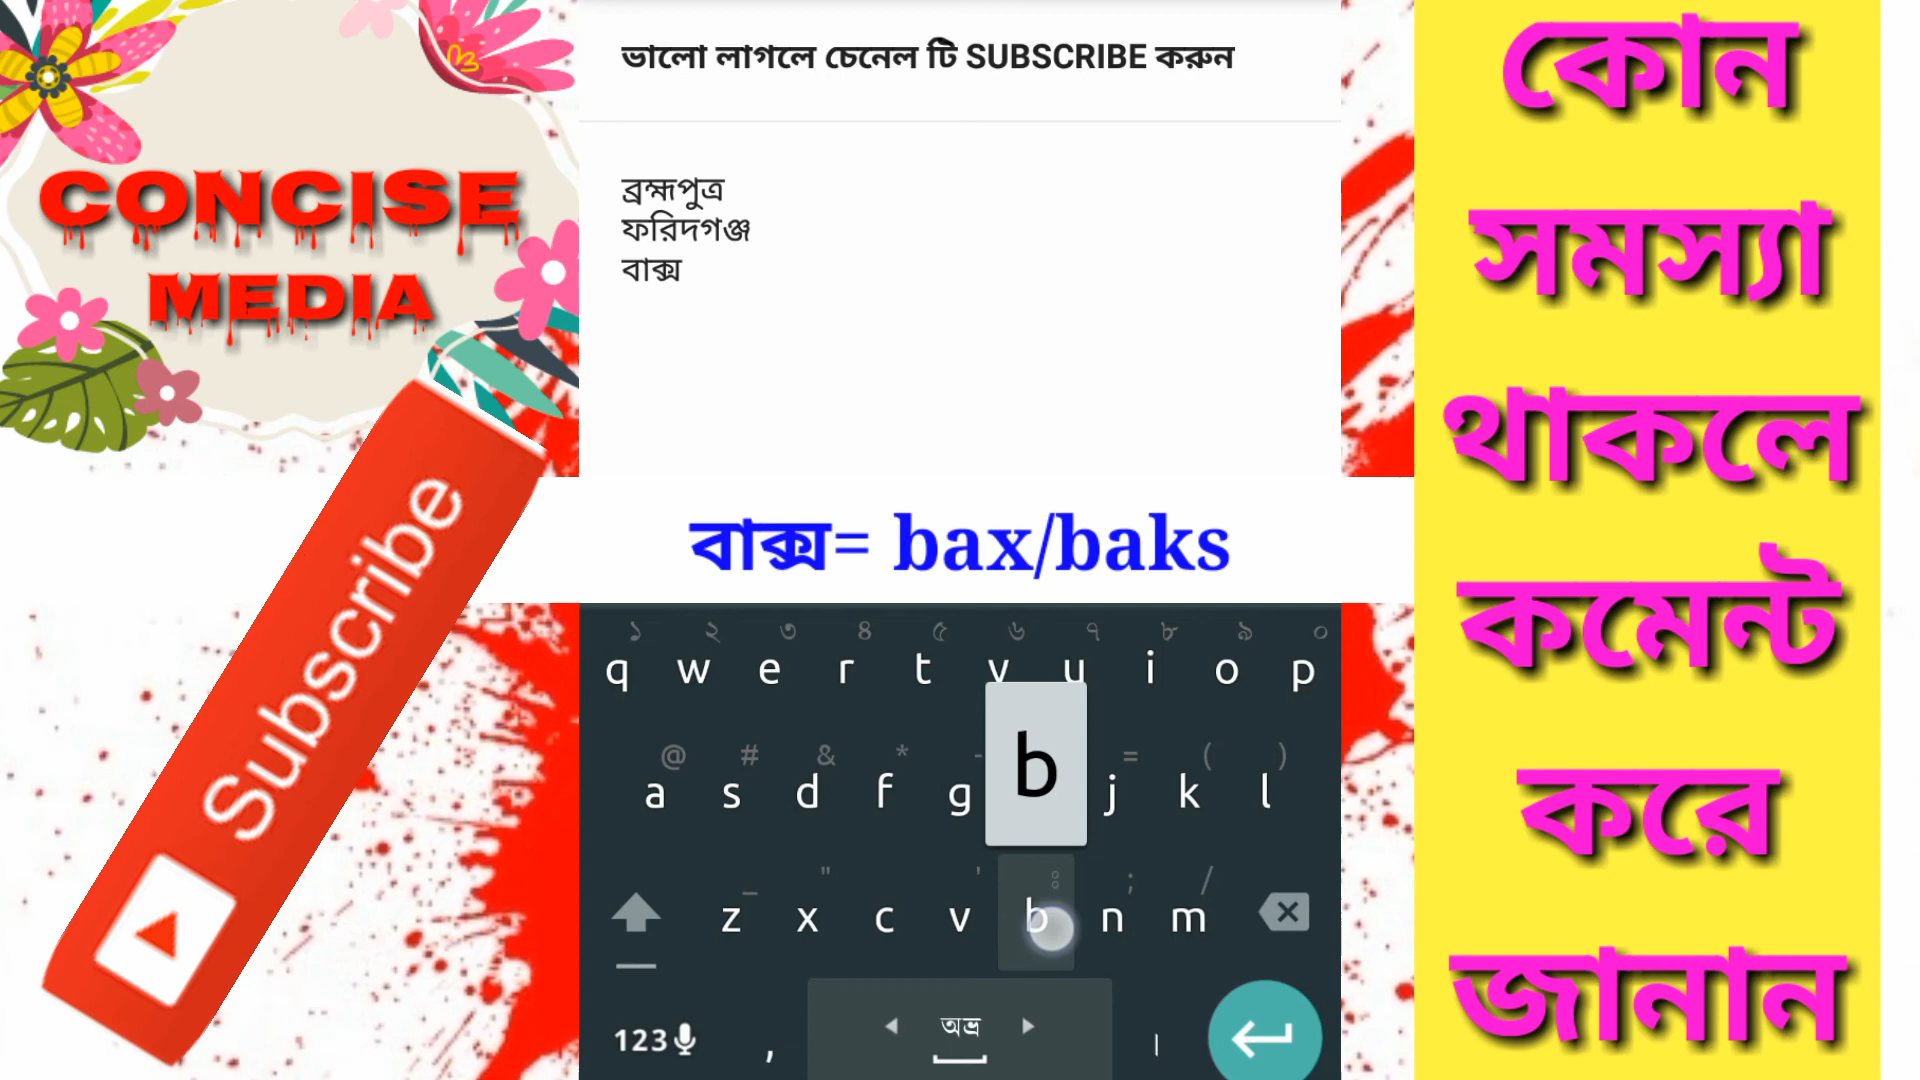 CONCISE
MEDIA
Subscribe
ভালো লাগলে চেনেল টি SUBSCRIBE করুন
ব্রহ্মপুত্র
ফরিদগঞ্জ
বাক্স
বাক্স= bax/baks
১ ২ ৩ ৪ ৫ ৬ ৭ ৮ ৯ ০
q w e r t y u i o p
@ # & * - = ( )
a s d f g b j k l
_ " ' ঃ ; /
z x c v b n m
123 , অভ্র ।
কোন
সমস্যা
থাকলে
কমেন্ট
করে
জানান